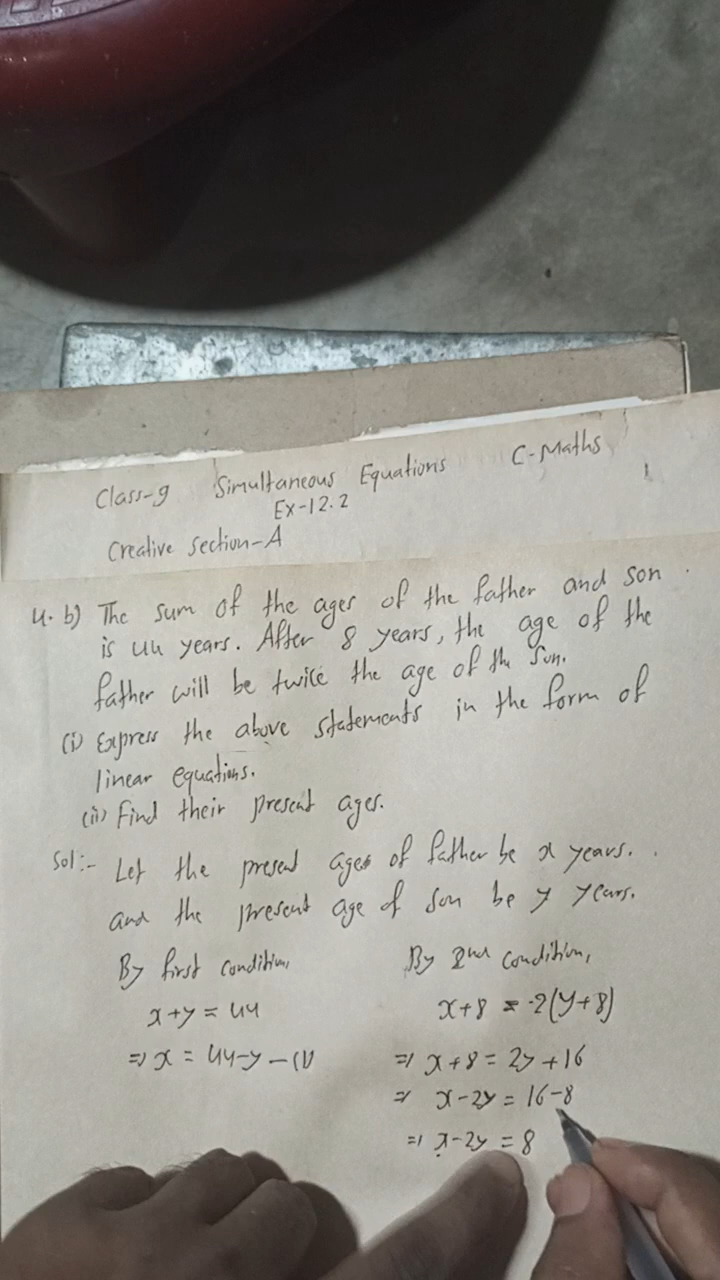 Class-9 Simultaneous Equations C-Maths
Ex-12.2
Creative section-A
4. b) The sum of the ages of the father and son
is 44 years. After 8 years, the age of the
father will be twice the age of the son.
(i) Express the above statements in the form of
linear equations.
(ii) Find their present ages.
Sol:- Let the present ages of father be x years.
and the present age of son be y years.
By first condition,
x+y = 44
⇒ x = 44-y - (1)
By 2nd condition,
x+8 = 2(y+8)
⇒ x+8 = 2y+16
⇒ x-2y = 16-8
⇒ x-2y = 8